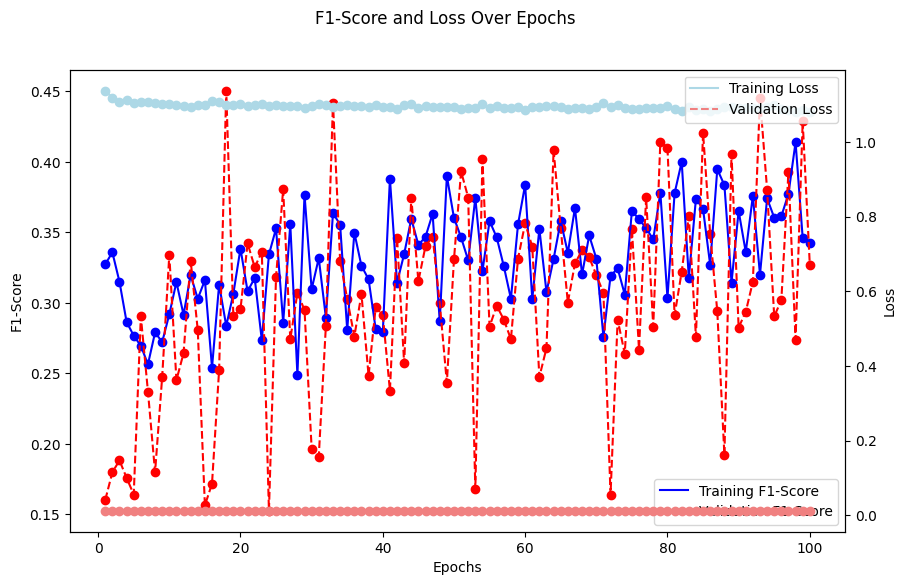 F1-Score and Loss Over Epochs
0.45
0.40
0.35
0.30
0.25
0.20
0.15
F1-Score
0
20
40
60
80
100
Epochs
1.0
0.8
0.6
0.4
0.2
0.0
Loss
Training Loss
Validation Loss
Training F1-Score
Validation F1-Score